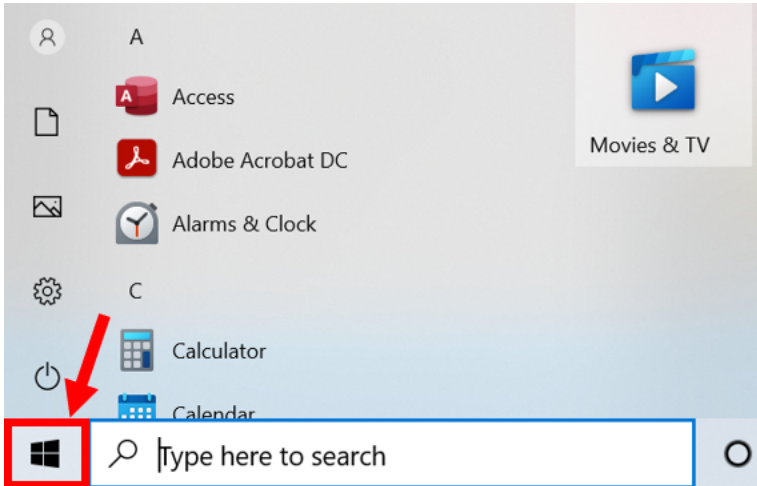 A
Access
Adobe Acrobat DC
Alarms & Clock
C
Calculator
Calendar
Movies & TV
Type here to search